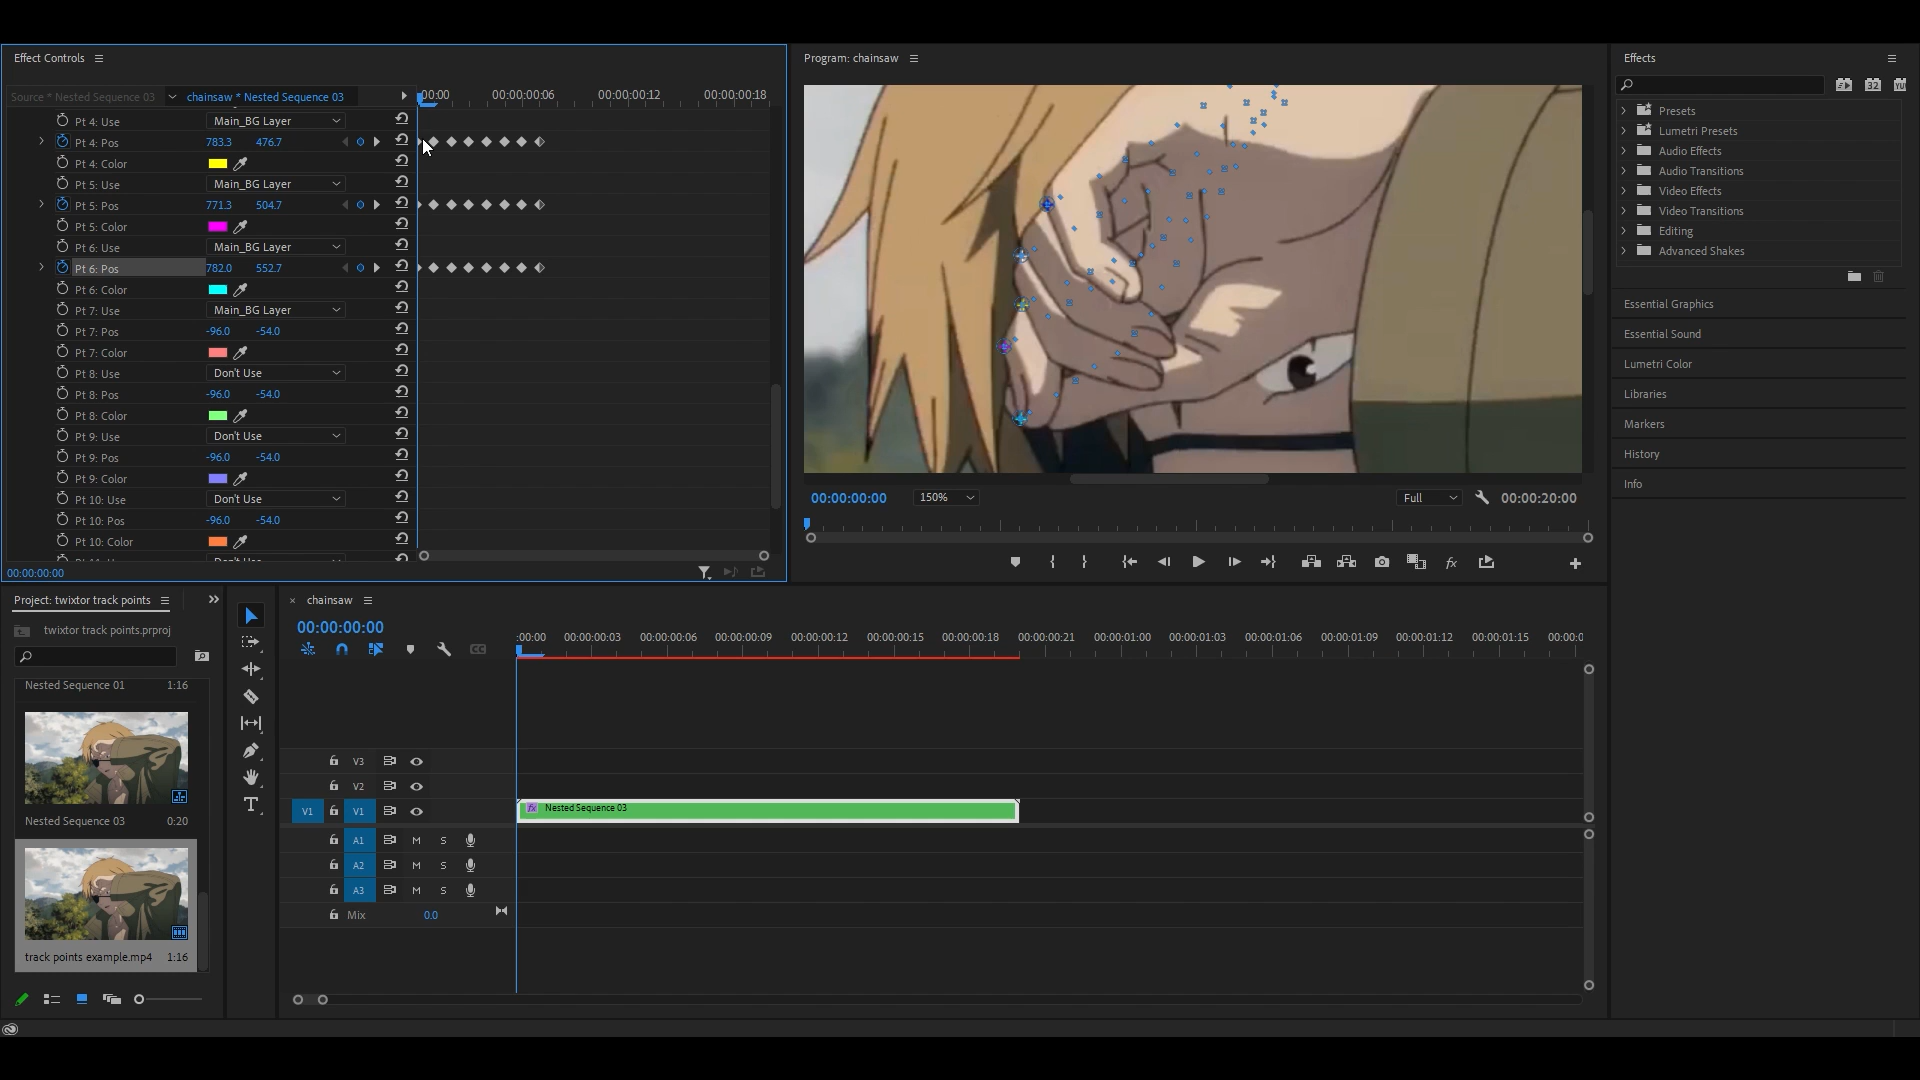 Effect Controls
Source * Nested Sequence 03
chainsaw * Nested Sequence 03
00:00
00:00:00:06
00:00:00:12
00:00:00:18
Pt 4: Use
Main_BG Layer
Pt 4: Pos
783.3
476.7
Pt 4: Color
Pt 5: Use
Main_BG Layer
Pt 5: Pos
771.3
504.7
Pt 5: Color
Pt 6: Use
Main_BG Layer
Pt 6: Pos
782.0
552.7
Pt 6: Color
Pt 7: Use
Main_BG Layer
Pt 7: Pos
-96.0
-54.0
Pt 7: Color
Pt 8: Use
Don't Use
Pt 8: Pos
-96.0
-54.0
Pt 8: Color
Pt 9: Use
Don't Use
Pt 9: Pos
-96.0
-54.0
Pt 9: Color
Pt 10: Use
Don't Use
Pt 10: Pos
-96.0
-54.0
Pt 10: Color
00:00:00:00
Program: chainsaw
00:00:00:00
150%
Full
00:00:20:00
fx
Effects
32
YU
Presets
Lumetri Presets
Audio Effects
Audio Transitions
Video Effects
Video Transitions
Editing
Advanced Shakes
Essential Graphics
Essential Sound
Lumetri Color
Libraries
Markers
History
Info
Project: twixtor track points
twixtor track points.prproj
Nested Sequence 01
1:16
Nested Sequence 03
0:20
track points example.mp4
1:16
T
× chainsaw
00:00:00:00
CC
:00:00
00:00:00:03
00:00:00:06
00:00:00:09
00:00:00:12
00:00:00:15
00:00:00:18
00:00:00:21
00:00:01:00
00:00:01:03
00:00:01:06
00:00:01:09
00:00:01:12
00:00:01:15
00:00:0
V3
V2
V1
V1
fx
Nested Sequence 03
A1
M
S
A2
M
S
A3
M
S
Mix
0.0